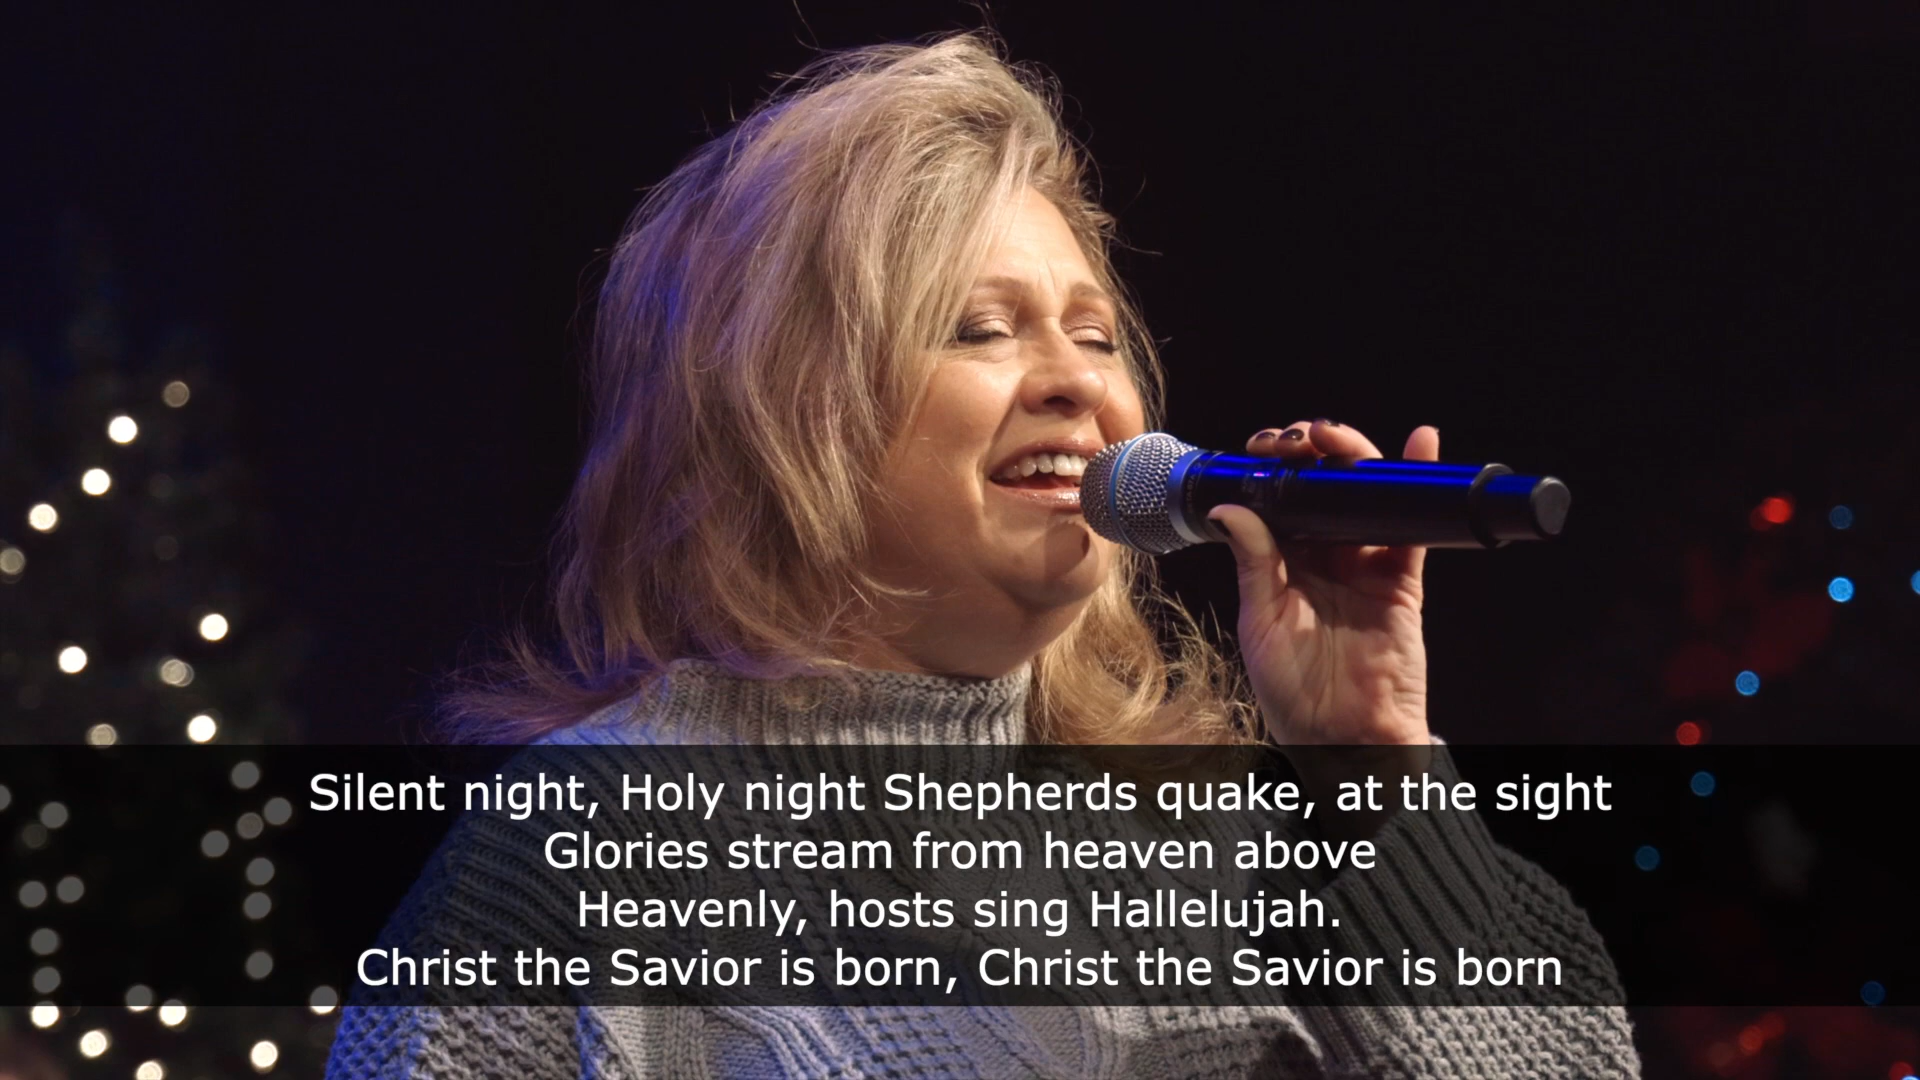 Silent night, Holy night Shepherds quake, at the sight
Glories stream from heaven above
Heavenly, hosts sing Hallelujah.
Christ the Savior is born, Christ the Savior is born